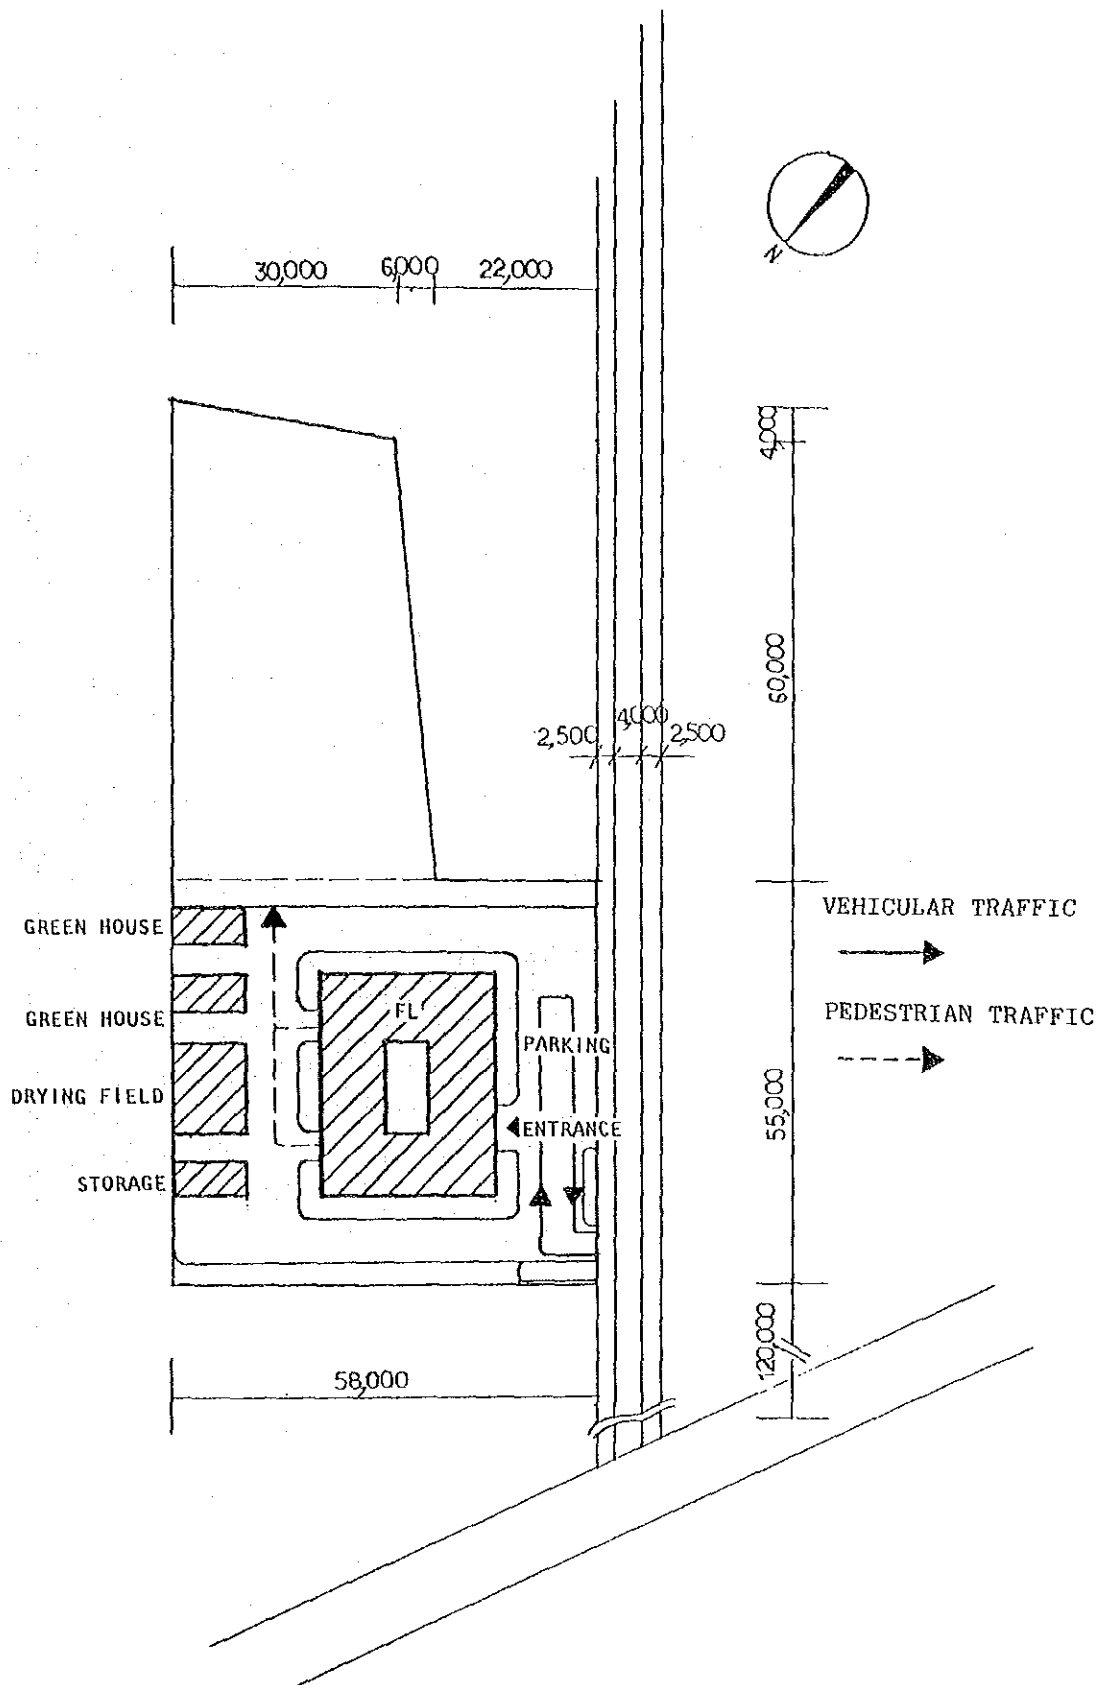 N
30,000 6,000 22,000
4,000
60,000
2,500 4,000 2,500
VEHICULAR TRAFFIC
GREEN HOUSE
FL
PEDESTRIAN TRAFFIC
GREEN HOUSE
PARKING
DRYING FIELD
55,000
ENTRANCE
STORAGE
120,000
58,000